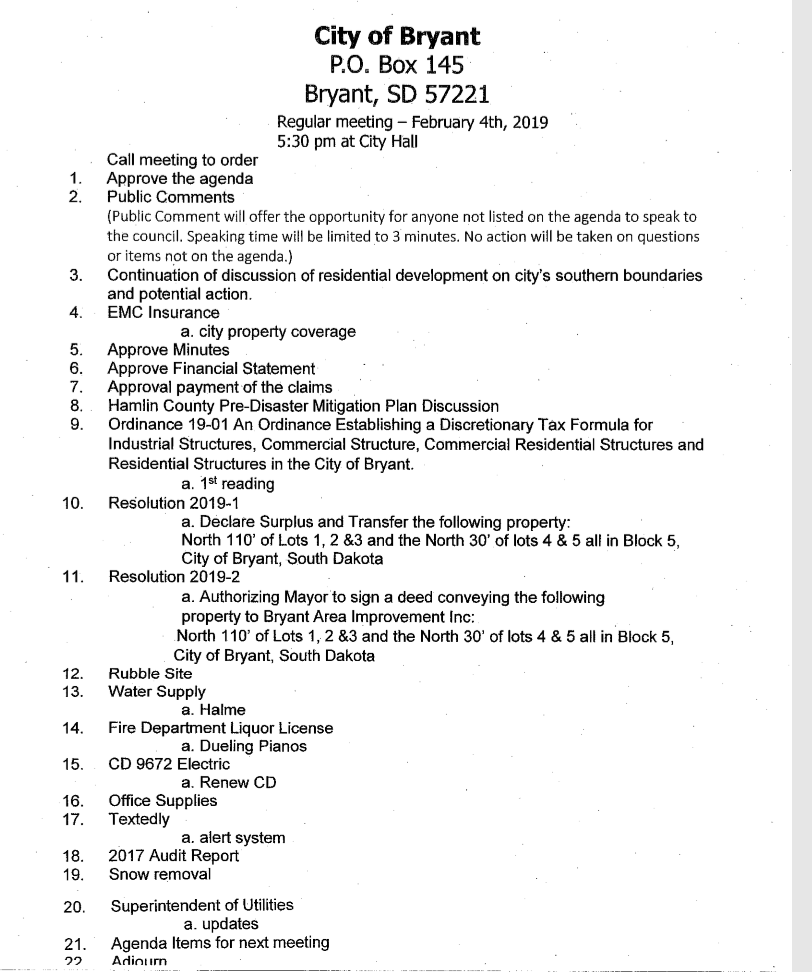 City of Bryant
P.O. Box 145
Bryant, SD 57221
Regular meeting – February 4th, 2019
5:30 pm at City Hall
Call meeting to order
1. Approve the agenda
2. Public Comments
(Public Comment will offer the opportunity for anyone not listed on the agenda to speak to
the council. Speaking time will be limited to 3 minutes. No action will be taken on questions
or items not on the agenda.)
3. Continuation of discussion of residential development on city's southern boundaries
and potential action.
4. EMC Insurance
a. city property coverage
5. Approve Minutes
6. Approve Financial Statement
7. Approval payment of the claims
8. Hamlin County Pre-Disaster Mitigation Plan Discussion
9. Ordinance 19-01 An Ordinance Establishing a Discretionary Tax Formula for
Industrial Structures, Commercial Structure, Commercial Residential Structures and
Residential Structures in the City of Bryant.
a. 1st reading
10. Resolution 2019-1
a. Declare Surplus and Transfer the following property:
North 110' of Lots 1, 2 &3 and the North 30' of lots 4 & 5 all in Block 5,
City of Bryant, South Dakota
11. Resolution 2019-2
a. Authorizing Mayor to sign a deed conveying the following
property to Bryant Area Improvement Inc:
North 110' of Lots 1, 2 &3 and the North 30' of lots 4 & 5 all in Block 5,
City of Bryant, South Dakota
12. Rubble Site
13. Water Supply
a. Halme
14. Fire Department Liquor License
a. Dueling Pianos
15. CD 9672 Electric
a. Renew CD
16. Office Supplies
17. Textedly
a. alert system
18. 2017 Audit Report
19. Snow removal
20. Superintendent of Utilities
a. updates
21. Agenda Items for next meeting
22 Adjourn